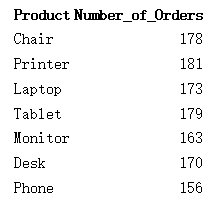 Product Number_of_Orders
Chair 178
Printer 181
Laptop 173
Tablet 179
Monitor 163
Desk 170
Phone 156